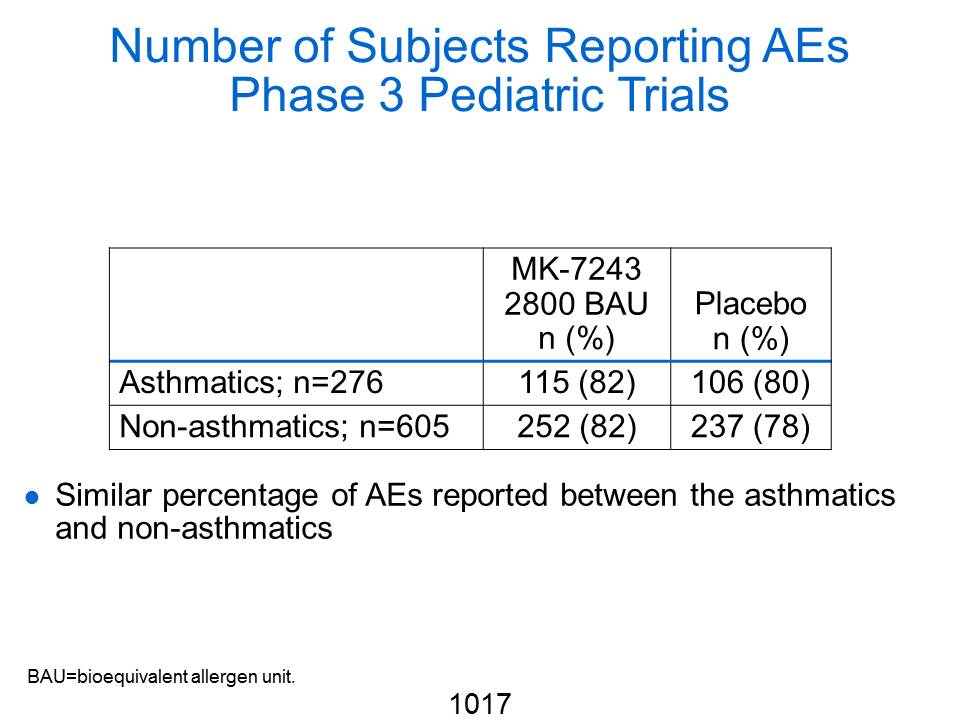 Number of Subjects Reporting AEs
Phase 3 Pediatric Trials
MK-7243
2800 BAU
n (%)
Placebo
n (%)
Asthmatics; n=276 115 (82) 106 (80)
Non-asthmatics; n=605 252 (82) 237 (78)
● Similar percentage of AEs reported between the asthmatics
and non-asthmatics
BAU=bioequivalent allergen unit.
1017